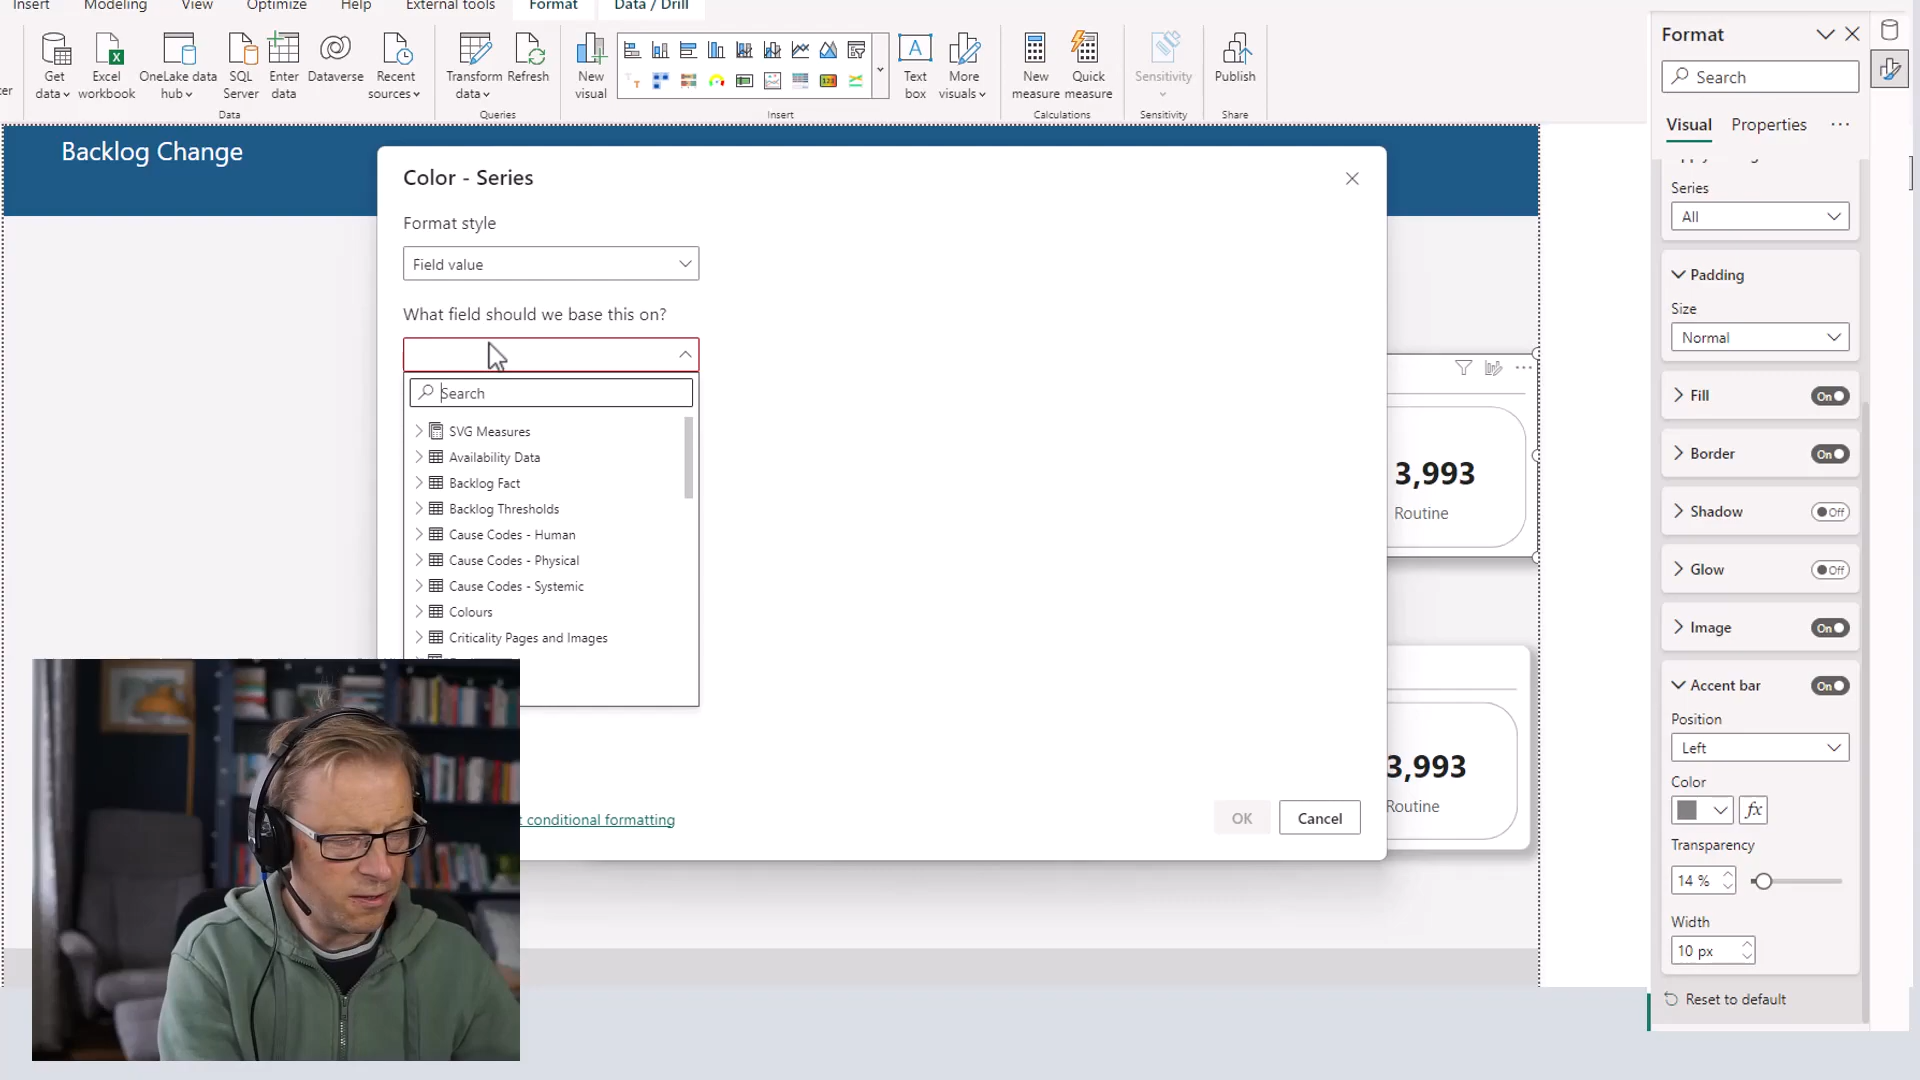 Insert Modeling View Optimize Help External tools Format Data / Drill
Get data Excel workbook OneLake data hub SQL Server Enter data Dataverse Recent sources Transform data Refresh New visual Text box More visuals New measure Quick measure Sensitivity Publish
Data Queries Insert Calculations Sensitivity Share
Backlog Change
Color - Series
Format style
Field value
What field should we base this on?
Search
SVG Measures
Availability Data
Backlog Fact
Backlog Thresholds
Cause Codes - Human
Cause Codes - Physical
Cause Codes - Systemic
Colours
Criticality Pages and Images
conditional formatting
OK Cancel
3,993
Routine
3,993
Routine
Format
Search
Visual Properties
Series
All
Padding
Size
Normal
Fill On
Border On
Shadow Off
Glow Off
Image On
Accent bar On
Position
Left
Color
fx
Transparency
14 %
Width
10 px
Reset to default